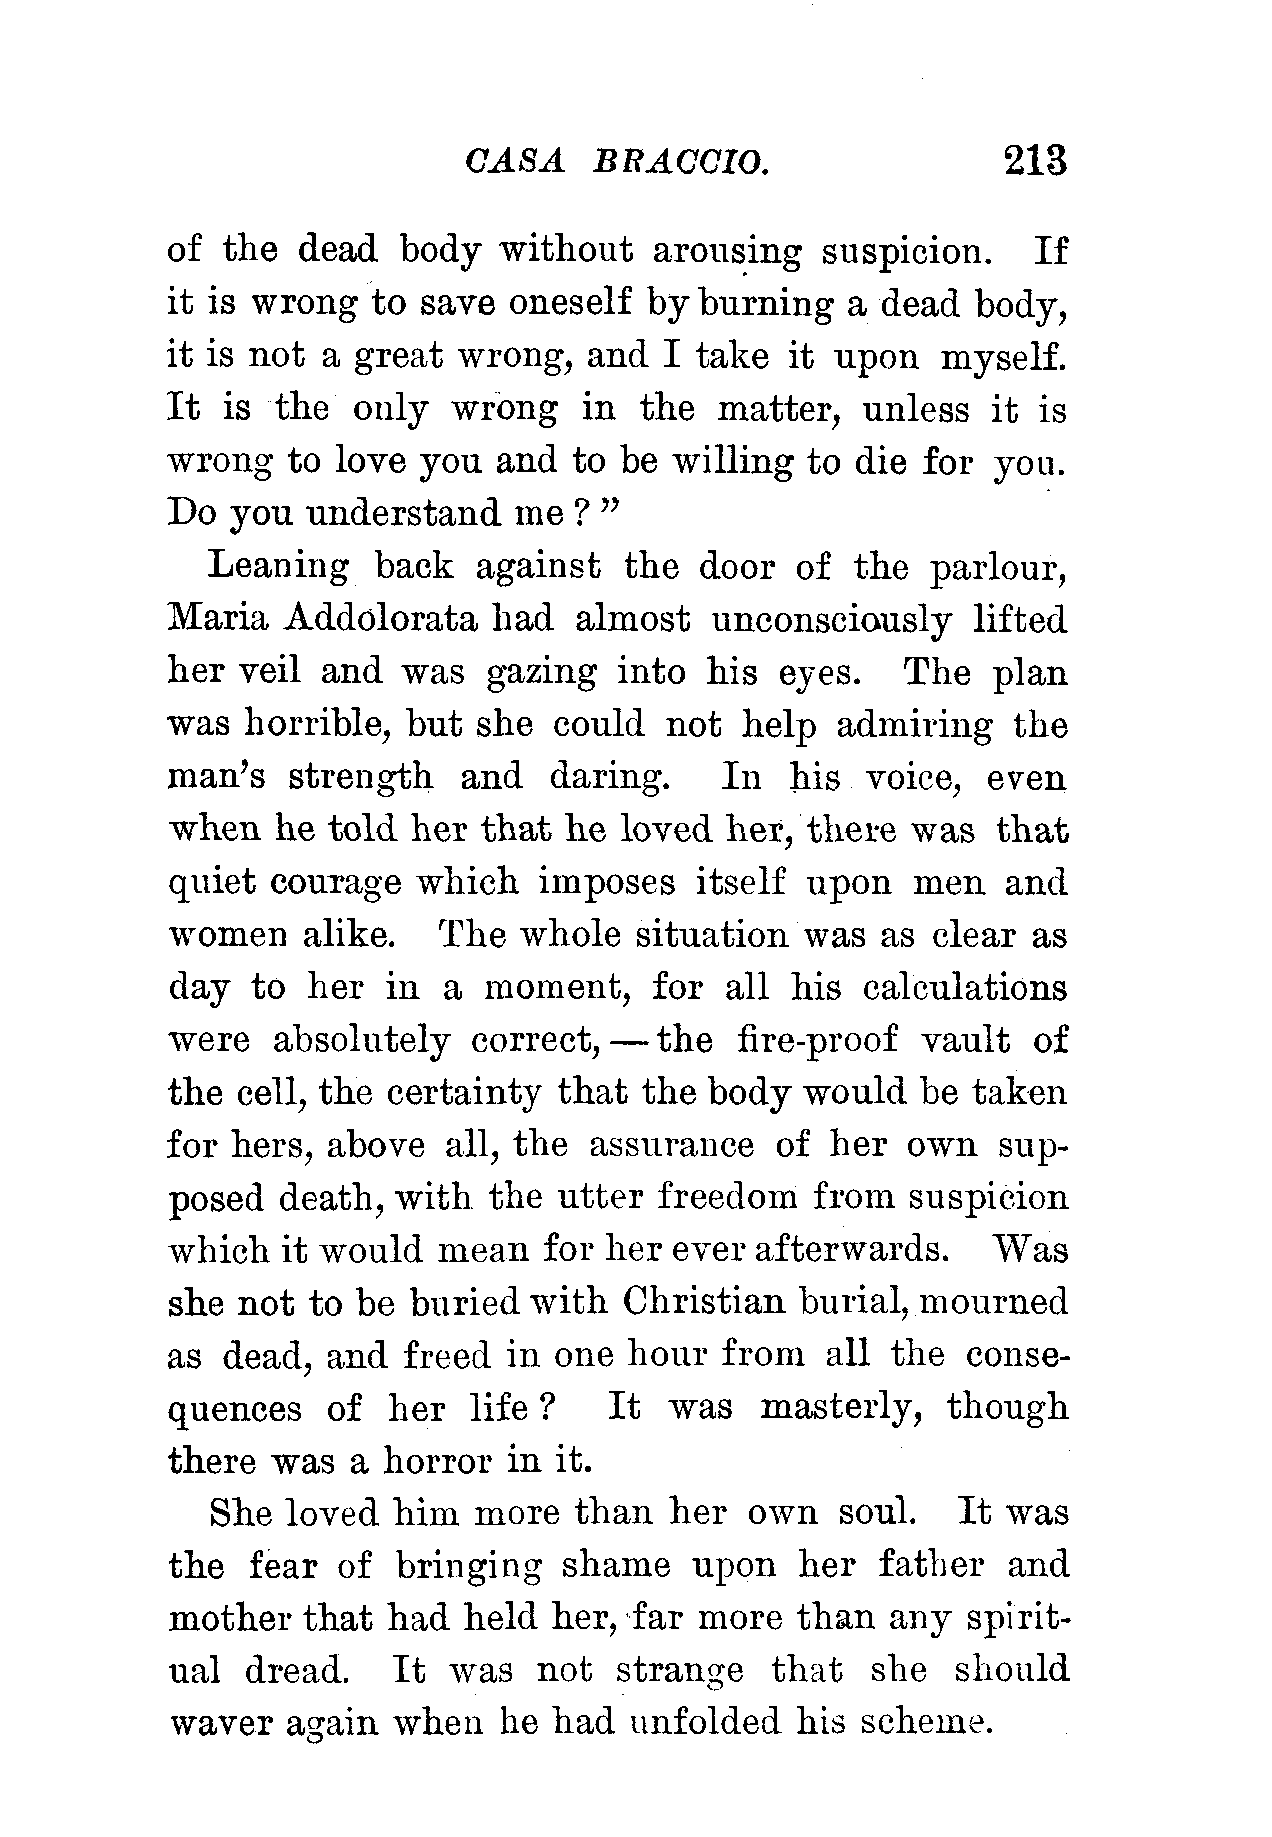 CASA BRACCIO. 213
of the dead body without arousing suspicion. If
it is wrong to save oneself by burning a dead body,
it is not a great wrong, and I take it upon myself.
It is the only wrong in the matter, unless it is
wrong to love you and to be willing to die for you.
Do you understand me?”
Leaning back against the door of the parlour,
Maria Addolorata had almost unconsciously lifted
her veil and was gazing into his eyes. The plan
was horrible, but she could not help admiring the
man’s strength and daring. In his voice, even
when he told her that he loved her, there was that
quiet courage which imposes itself upon men and
women alike. The whole situation was as clear as
day to her in a moment, for all his calculations
were absolutely correct,—the fire-proof vault of
the cell, the certainty that the body would be taken
for hers, above all, the assurance of her own sup-
posed death, with the utter freedom from suspicion
which it would mean for her ever afterwards. Was
she not to be buried with Christian burial, mourned
as dead, and freed in one hour from all the conse-
quences of her life? It was masterly, though
there was a horror in it.
She loved him more than her own soul. It was
the fear of bringing shame upon her father and
mother that had held her, far more than any spirit-
ual dread. It was not strange that she should
waver again when he had unfolded his scheme.